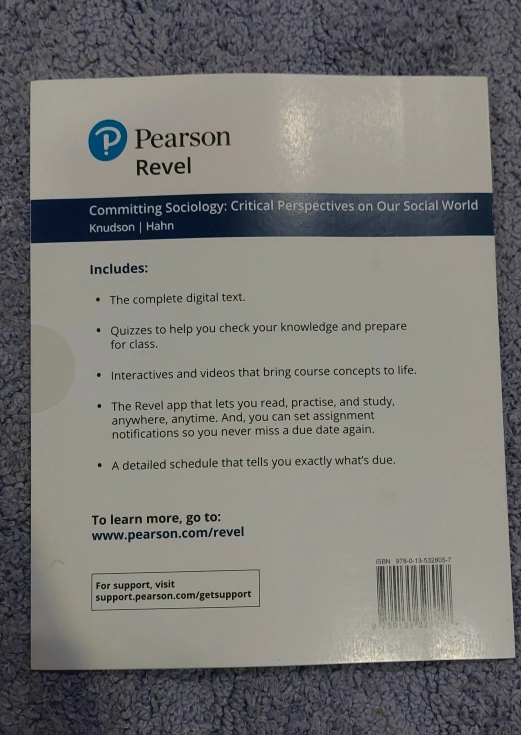 Pearson
Revel
Committing Sociology: Critical Perspectives on Our Social World
Knudson | Hahn
Includes:
• The complete digital text.
• Quizzes to help you check your knowledge and prepare
for class.
• Interactives and videos that bring course concepts to life.
• The Revel app that lets you read, practise, and study,
anywhere, anytime. And, you can set assignment
notifications so you never miss a due date again.
• A detailed schedule that tells you exactly what's due.
To learn more, go to:
www.pearson.com/revel
For support, visit
support.pearson.com/getsupport
ISBN 978-0-13-532805-7